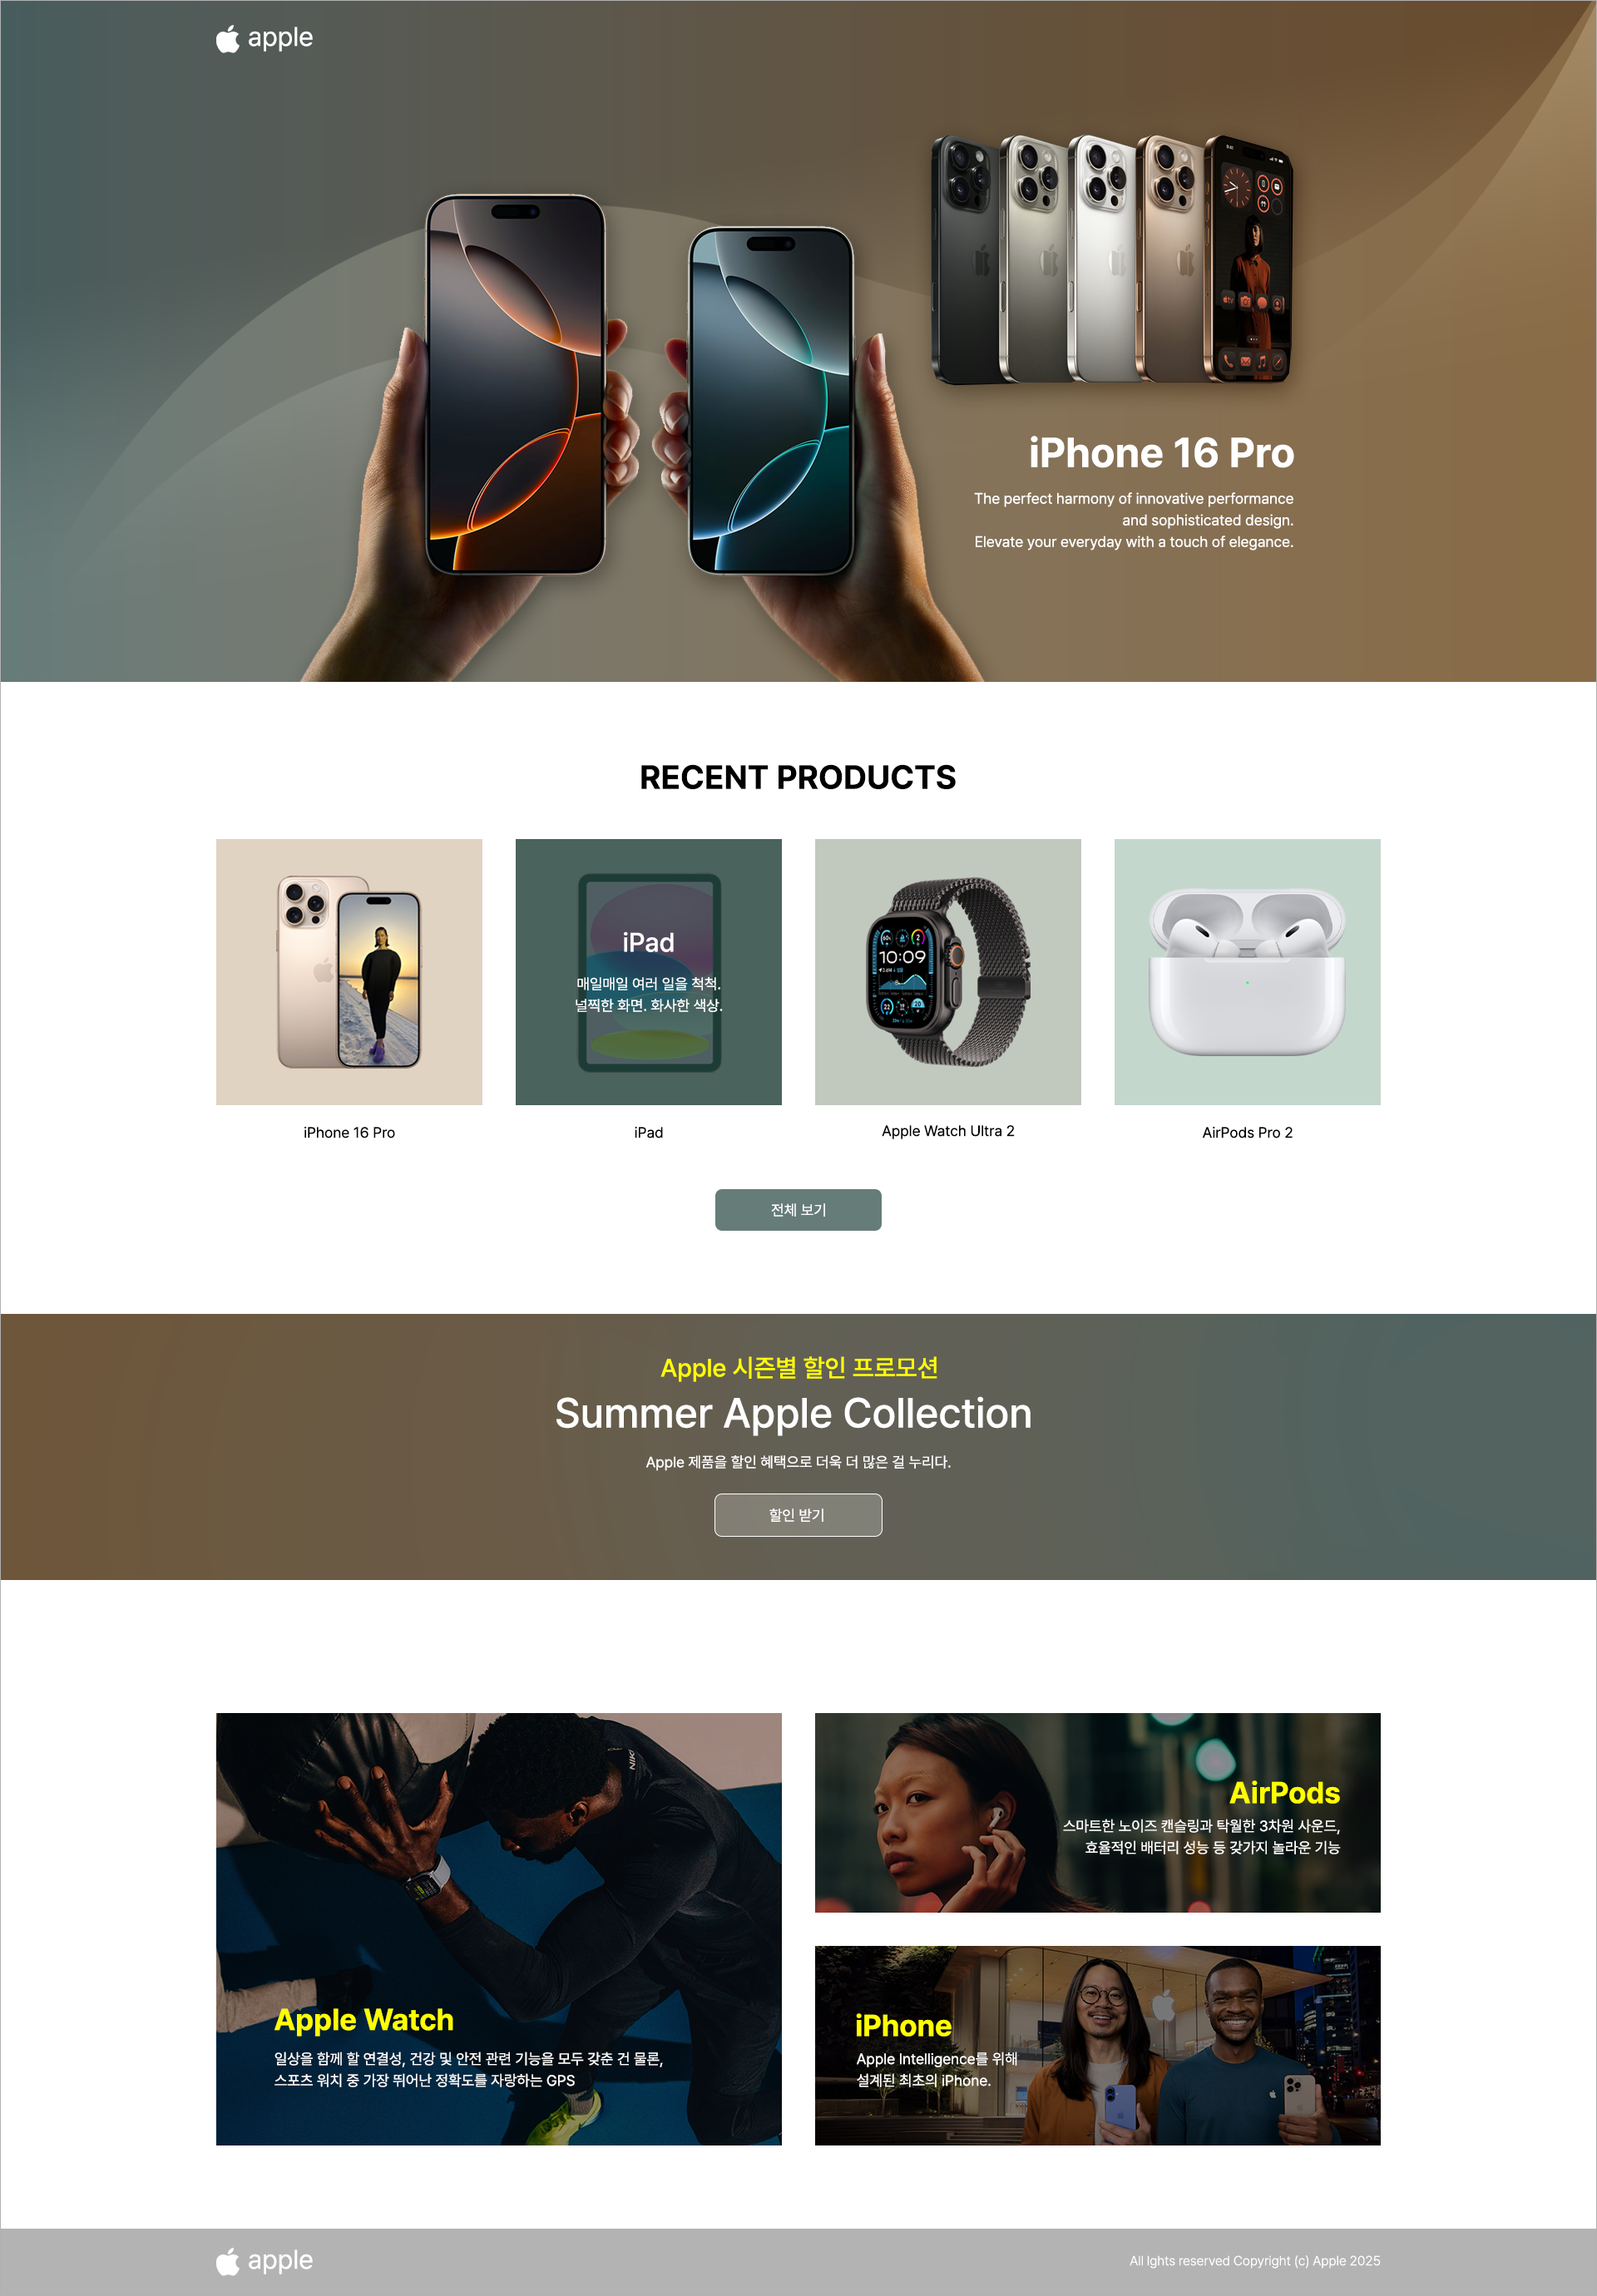 apple
iPhone 16 Pro
The perfect harmony of innovative performance
and sophisticated design.
Elevate your everyday with a touch of elegance.
RECENT PRODUCTS
iPad
매일매일 여러 일을 척척.
널찍한 화면. 화사한 색상.
10:09
iPhone 16 Pro
iPad
Apple Watch Ultra 2
AirPods Pro 2
전체 보기
Apple 시즌별 할인 프로모션
Summer Apple Collection
Apple 제품을 할인 혜택으로 더욱 더 많은 걸 누리다.
할인 받기
NIKE
AirPods
스마트한 노이즈 캔슬링과 탁월한 3차원 사운드,
효율적인 배터리 성능 등 갖가지 놀라운 기능
Apple Watch
일상을 함께 할 연결성, 건강 및 안전 관련 기능을 모두 갖춘 건 물론,
스포츠 워치 중 가장 뛰어난 정확도를 자랑하는 GPS
iPhone
Apple Intelligence를 위해
설계된 최초의 iPhone.
apple
All Ights reserved Copyright (c) Apple 2025